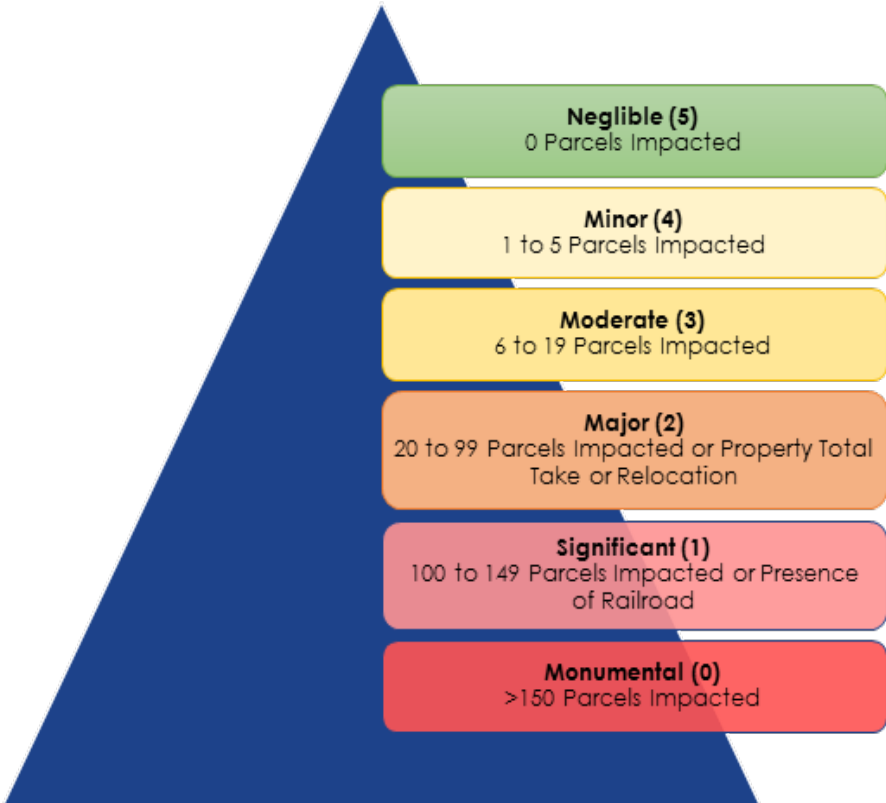 Neglible (5)
0 Parcels Impacted
Minor (4)
1 to 5 Parcels Impacted
Moderate (3)
6 to 19 Parcels Impacted
Major (2)
20 to 99 Parcels Impacted or Property Total
Take or Relocation
Significant (1)
100 to 149 Parcels Impacted or Presence
of Railroad
Monumental (0)
>150 Parcels Impacted